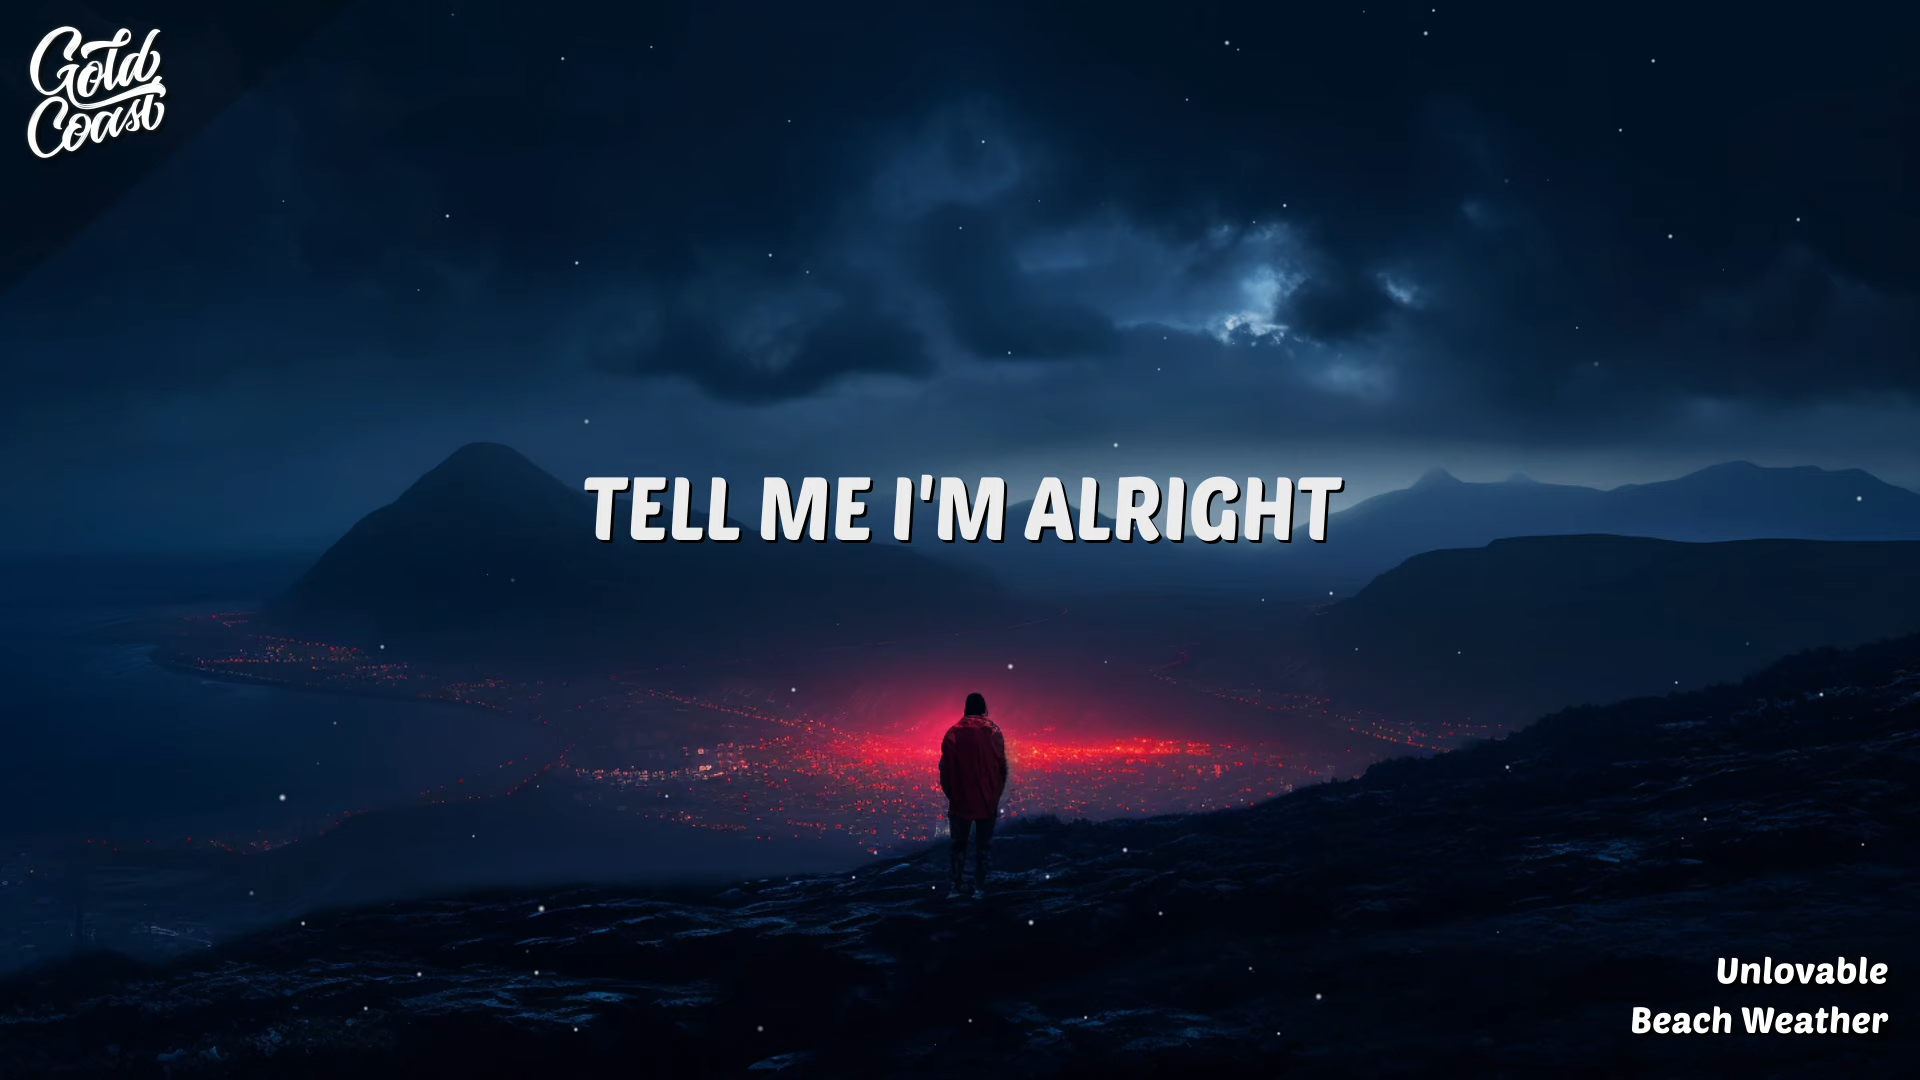 Gold
Coast
TELL ME I'M ALRIGHT
Unlovable
Beach Weather